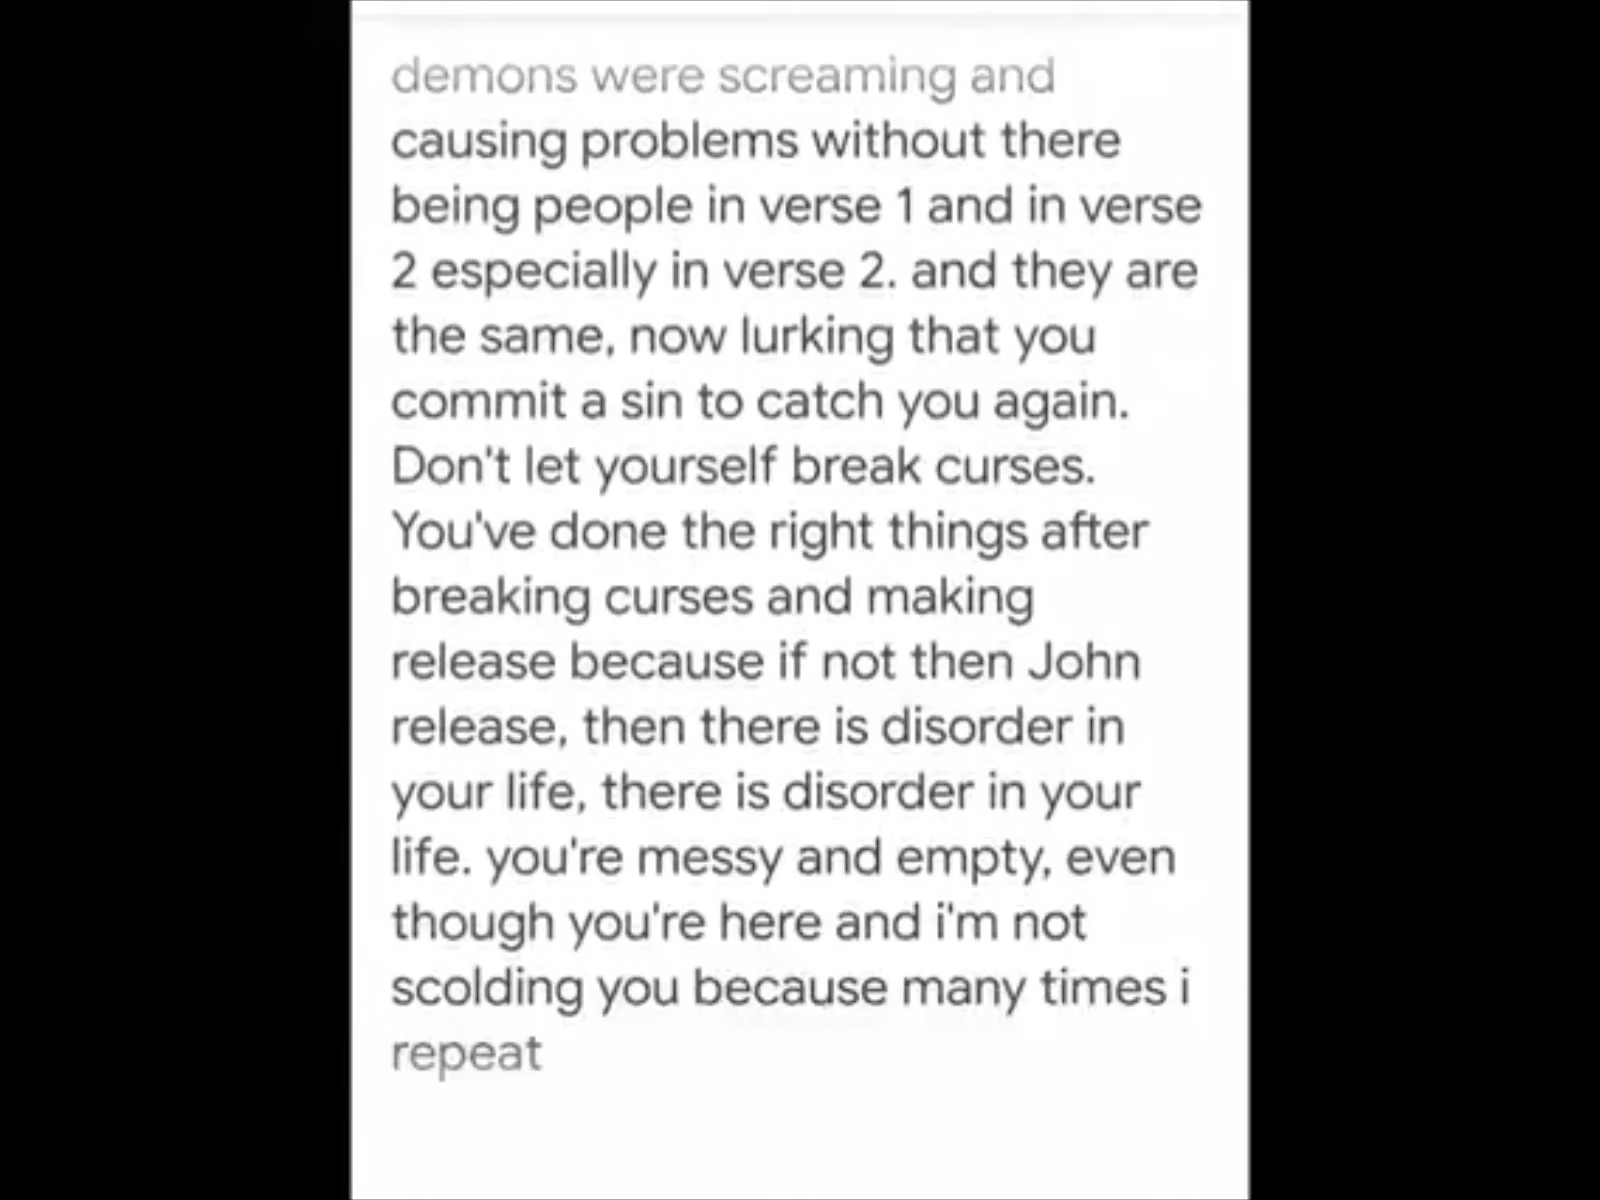 demons were screaming and
causing problems without there
being people in verse 1 and in verse
2 especially in verse 2. and they are
the same, now lurking that you
commit a sin to catch you again.
Don't let yourself break curses.
You've done the right things after
breaking curses and making
release because if not then John
release, then there is disorder in
your life, there is disorder in your
life. you're messy and empty, even
though you're here and i'm not
scolding you because many times i
repeat